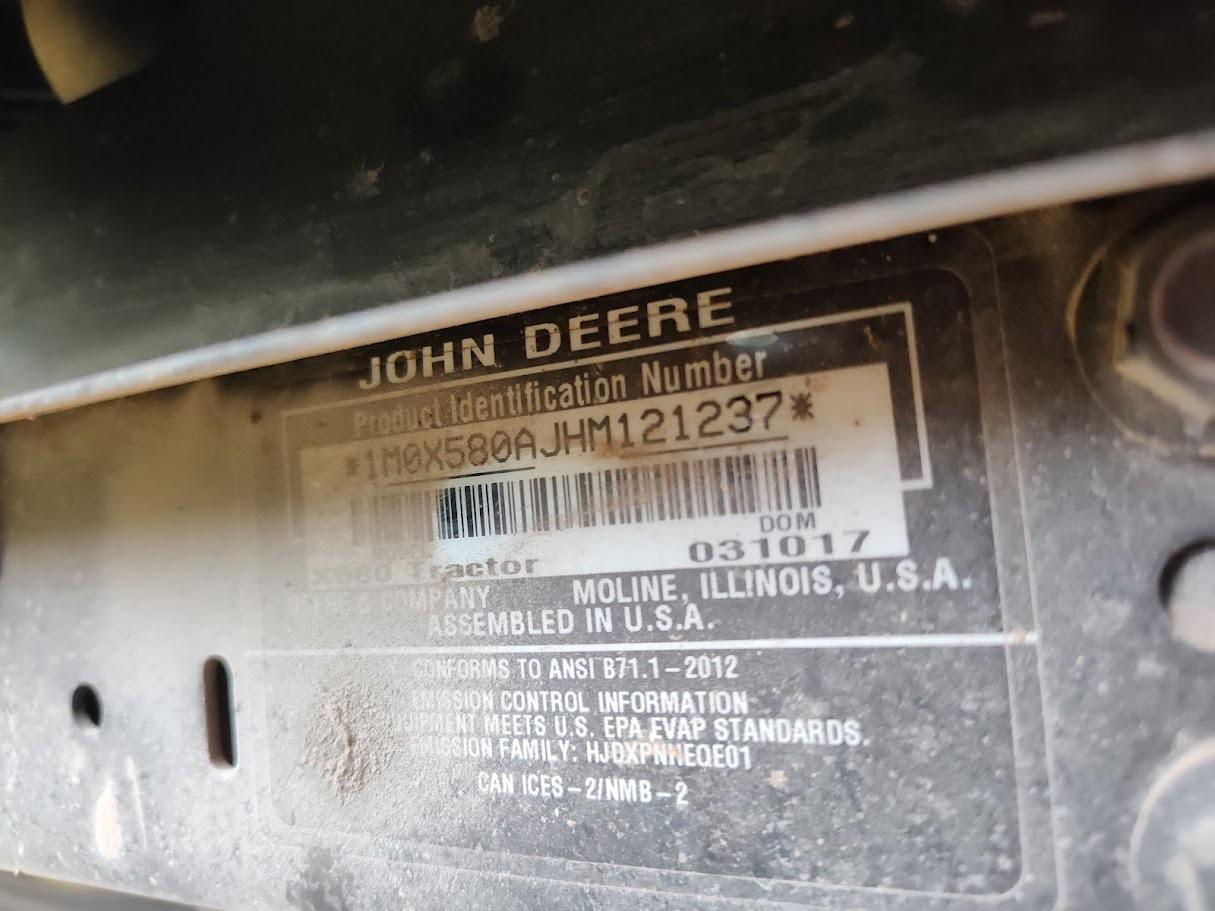 JOHN DEERE
Product Identification Number
*1M0X580AJHM121237*
DOM
Tractor 031017
COMPANY MOLINE, ILLINOIS, U.S.A.
ASSEMBLED IN U.S.A.
CONFORMS TO ANSI B71.1-2012
EMISSION CONTROL INFORMATION
MEETS U.S. EPA EVAP STANDARDS.
EMISSION FAMILY:
CAN ICES-2/NMB-2